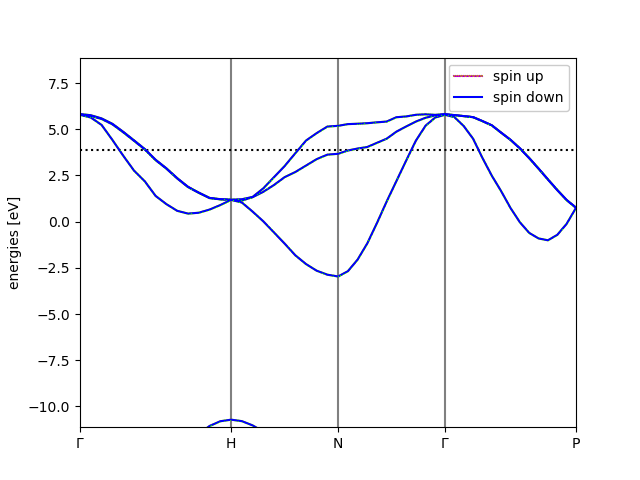 spin up
spin down
energies [eV]
7.5
5.0
2.5
0.0
−2.5
−5.0
−7.5
−10.0
Γ
H
N
Γ
P